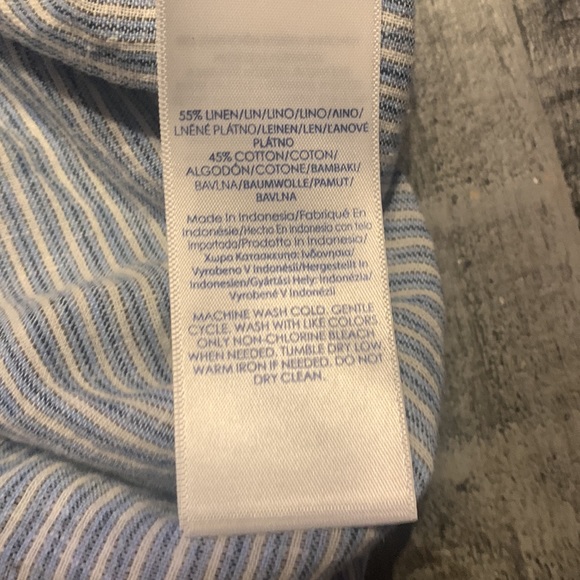 55% LINEN/LIN/LINO/LINO/ΛΙΝΟ/
LNĚNÉ PLÁTNO/LEINEN/LEN/ĽANOVÉ
PLÁTNO
45% COTTON/COTON/
ALGODÓN/COTONE/BAMBAKI/
BAVLNA/BAUMWOLLE/PAMUT/
BAVLNA
Made In Indonesia/Fabriqué En
Indonésie/Hecho En Indonesia con tela
importada/Prodotto In Indonesia/
Χωρα Κατασκευης: Ινδονησια/
Vyrobeno V Indonésii/Hergestellt In
Indonesien/Gyártási Hely: Indonézia/
Vyrobené V Indonézii
MACHINE WASH COLD. GENTLE
CYCLE. WASH WITH LIKE COLORS
ONLY NON-CHLORINE BLEACH
WHEN NEEDED. TUMBLE DRY LOW.
WARM IRON IF NEEDED. DO NOT
DRY CLEAN.